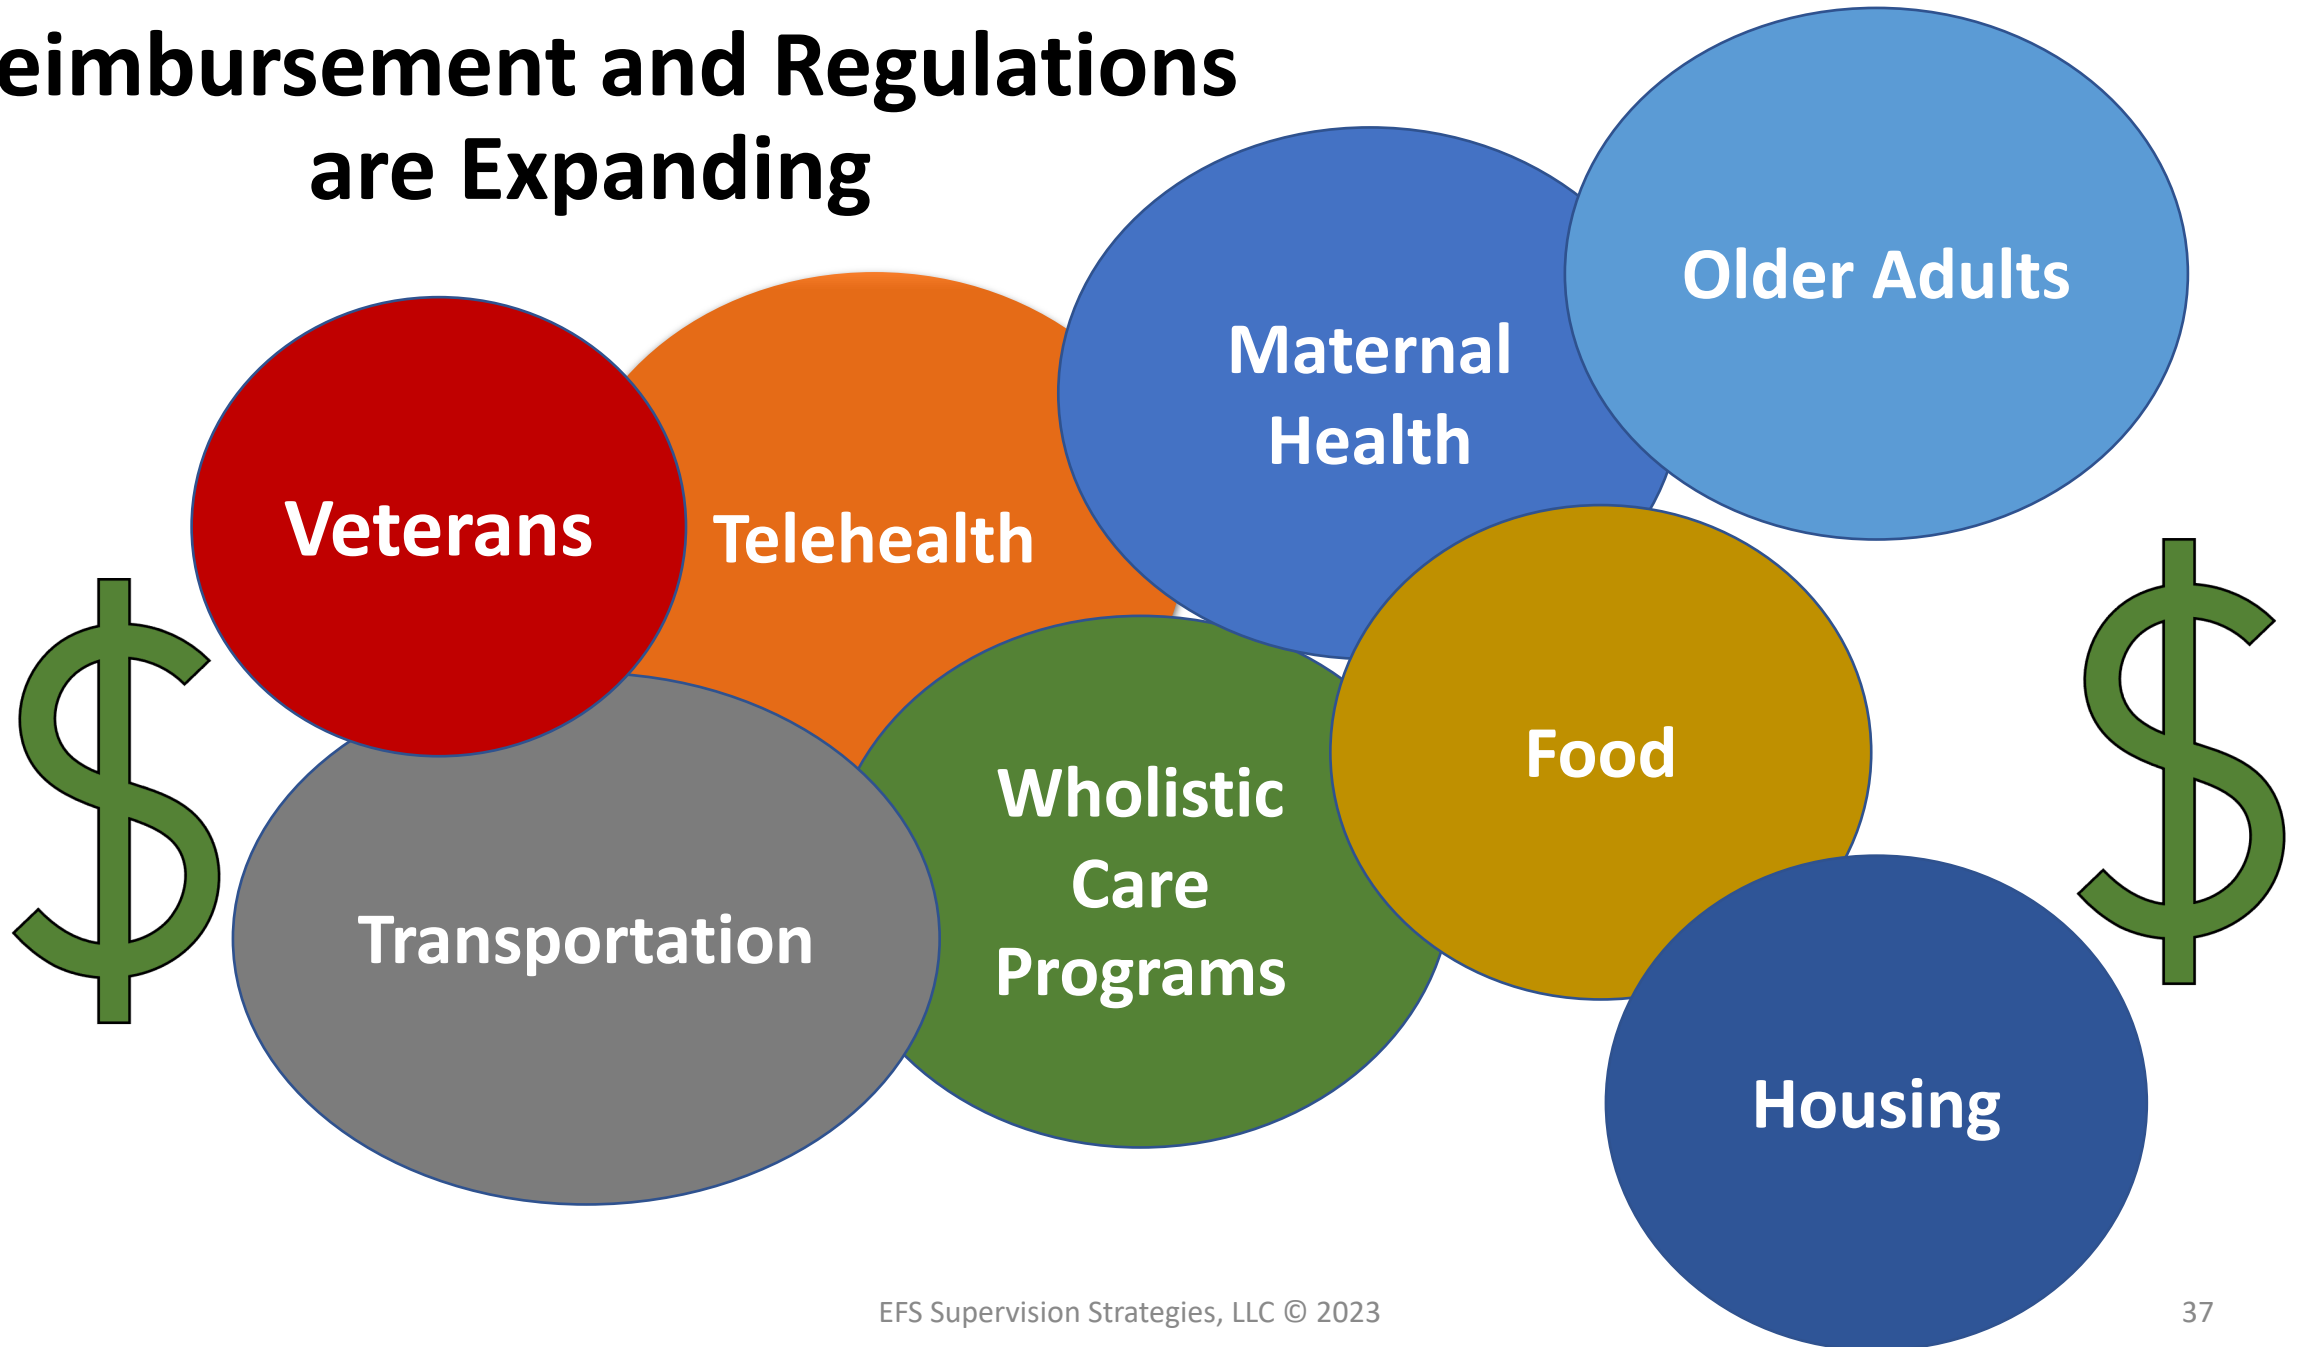 eimbursement and Regulations
are Expanding
Older Adults
Maternal
Health
Veterans
Telehealth
Food
Wholistic
Care
Programs
Transportation
Housing
EFS Supervision Strategies, LLC © 2023
37